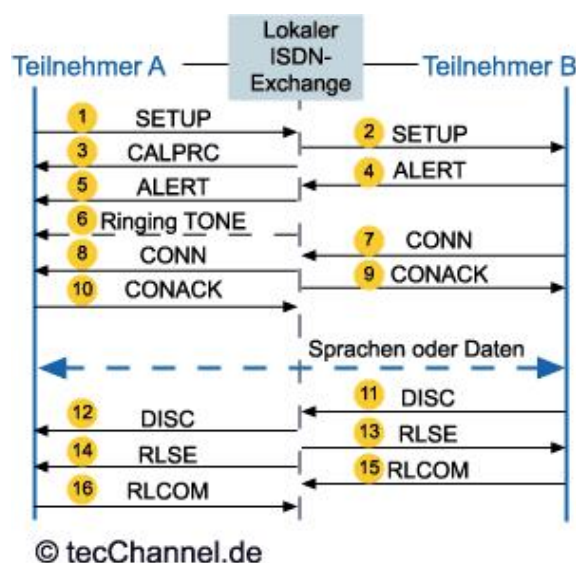 Lokaler
ISDN-
Exchange
Teilnehmer A
Teilnehmer B
1 SETUP
2 SETUP
3 CALPRC
4 ALERT
5 ALERT
6 Ringing TONE
7 CONN
8 CONN
9 CONACK
10 CONACK
Sprachen oder Daten
11 DISC
12 DISC
13 RLSE
14 RLSE
15 RLCOM
16 RLCOM
© tecChannel.de